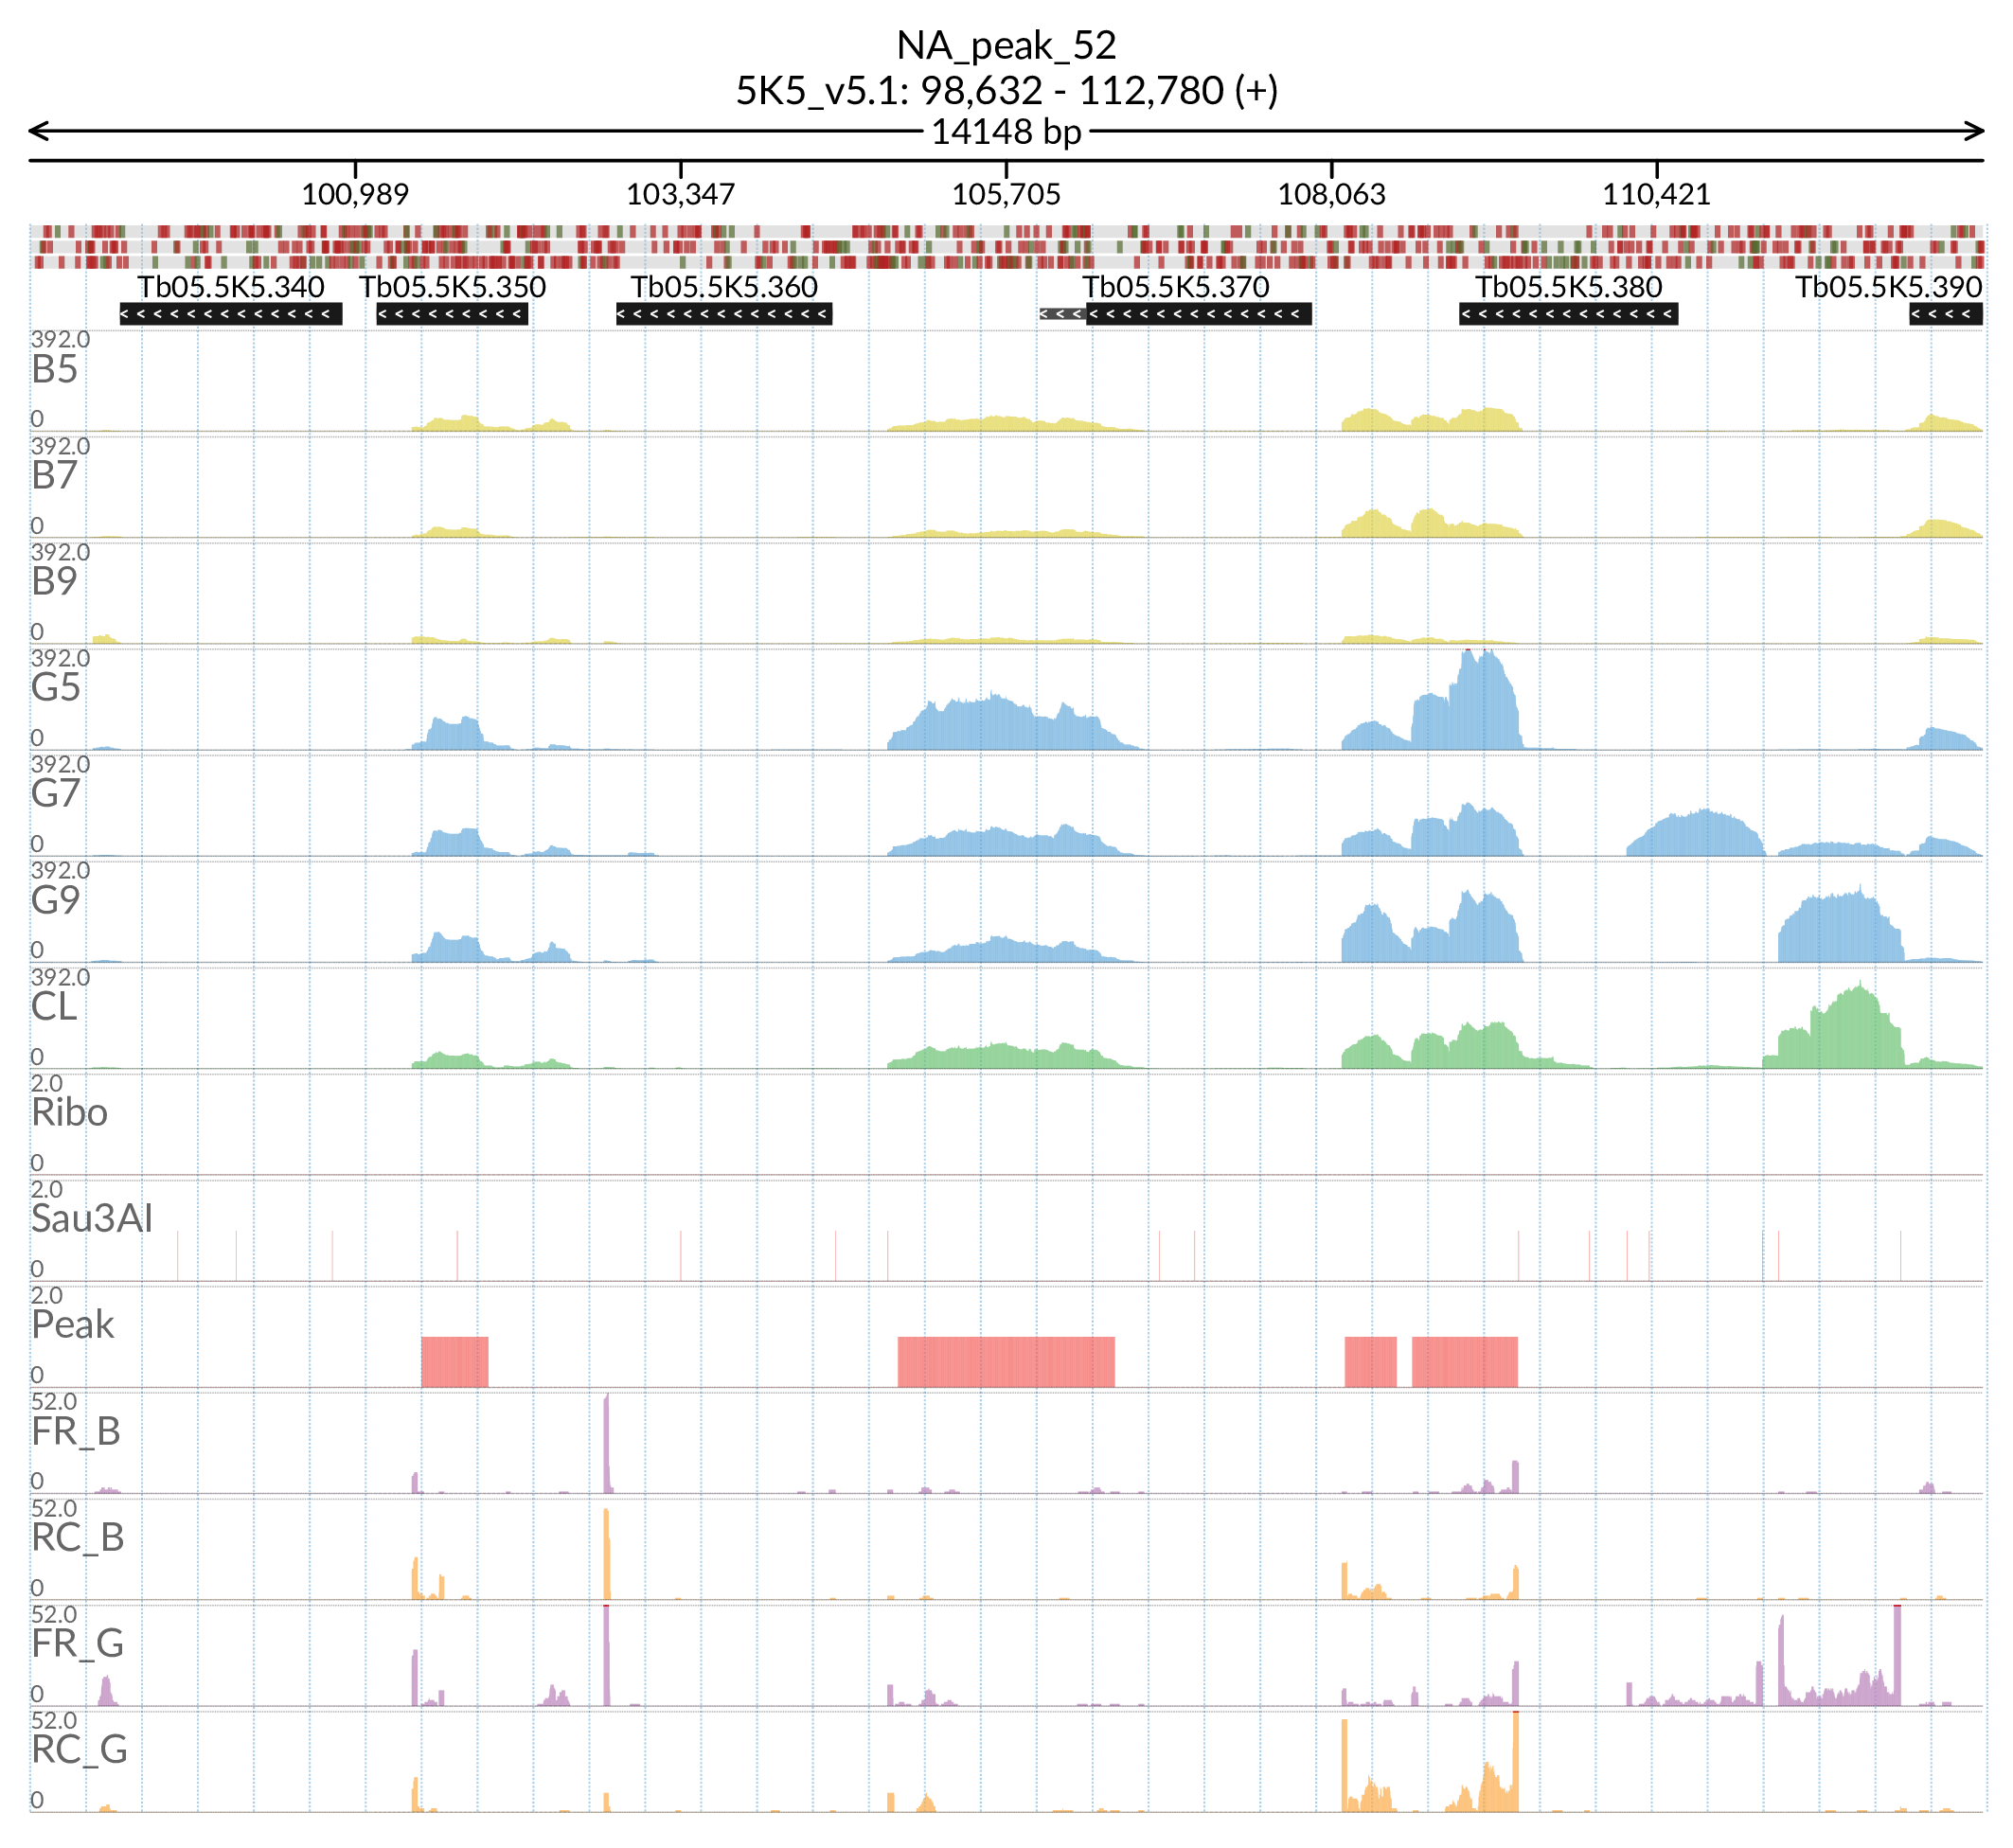 NA_peak_52
5K5_v5.1: 98,632 - 112,780 (+)
14148 bp
100,989 103,347 105,705 108,063 110,421
Tb05.5K5.340 Tb05.5K5.350 Tb05.5K5.360 Tb05.5K5.370 Tb05.5K5.380 Tb05.5K5.390
392.0
B5
0
392.0
B7
0
392.0
B9
0
392.0
G5
0
392.0
G7
0
392.0
G9
0
392.0
CL
0
2.0
Ribo
0
2.0
Sau3AI
0
2.0
Peak
0
52.0
FR_B
0
52.0
RC_B
0
52.0
FR_G
0
52.0
RC_G
0